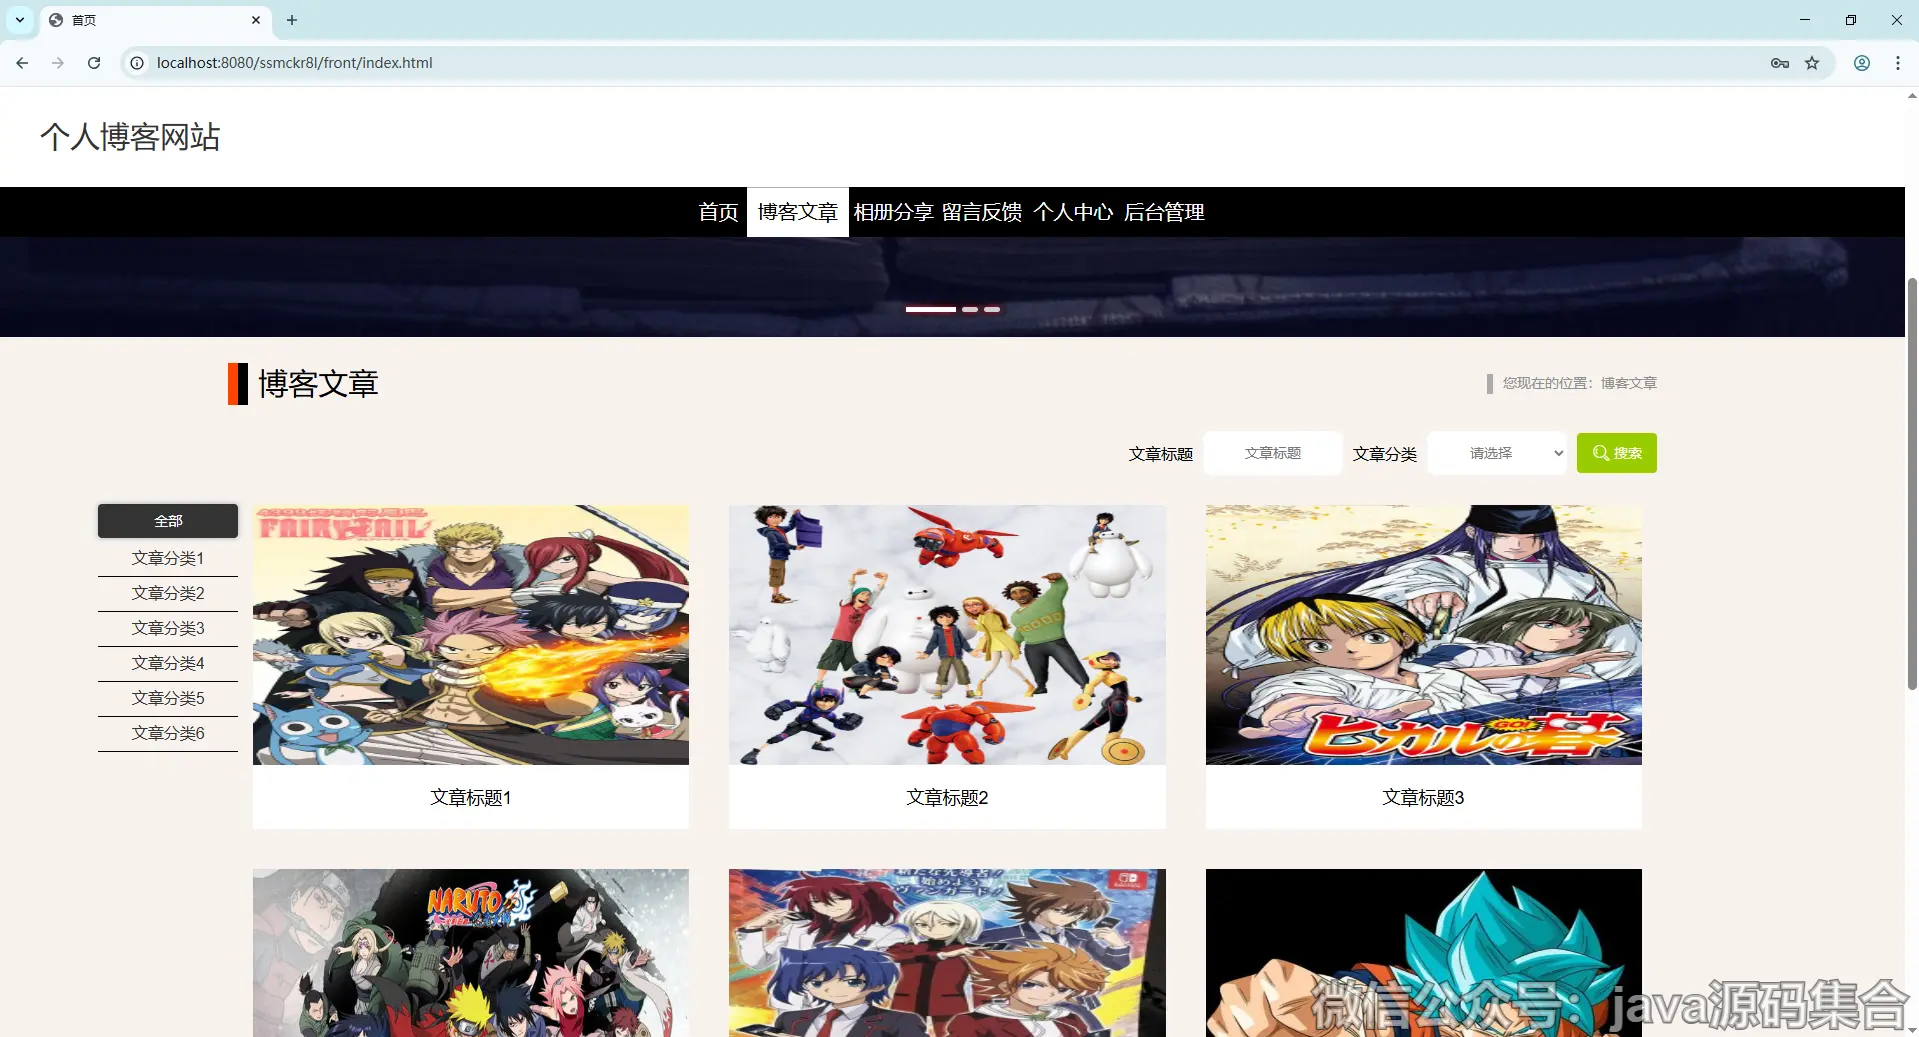 首页
localhost:8080/ssmckr8l/front/index.html
个人博客网站
首页 博客文章 相册分享 留言反馈 个人中心 后台管理
博客文章
您现在的位置：博客文章
文章标题 文章标题 文章分类 请选择 搜索
全部
文章分类1
文章分类2
文章分类3
文章分类4
文章分类5
文章分类6
FAIRY TAIL
GO!
ヒカルの碁
文章标题1
文章标题2
文章标题3
NARUTO
微信公众号：java源码集合